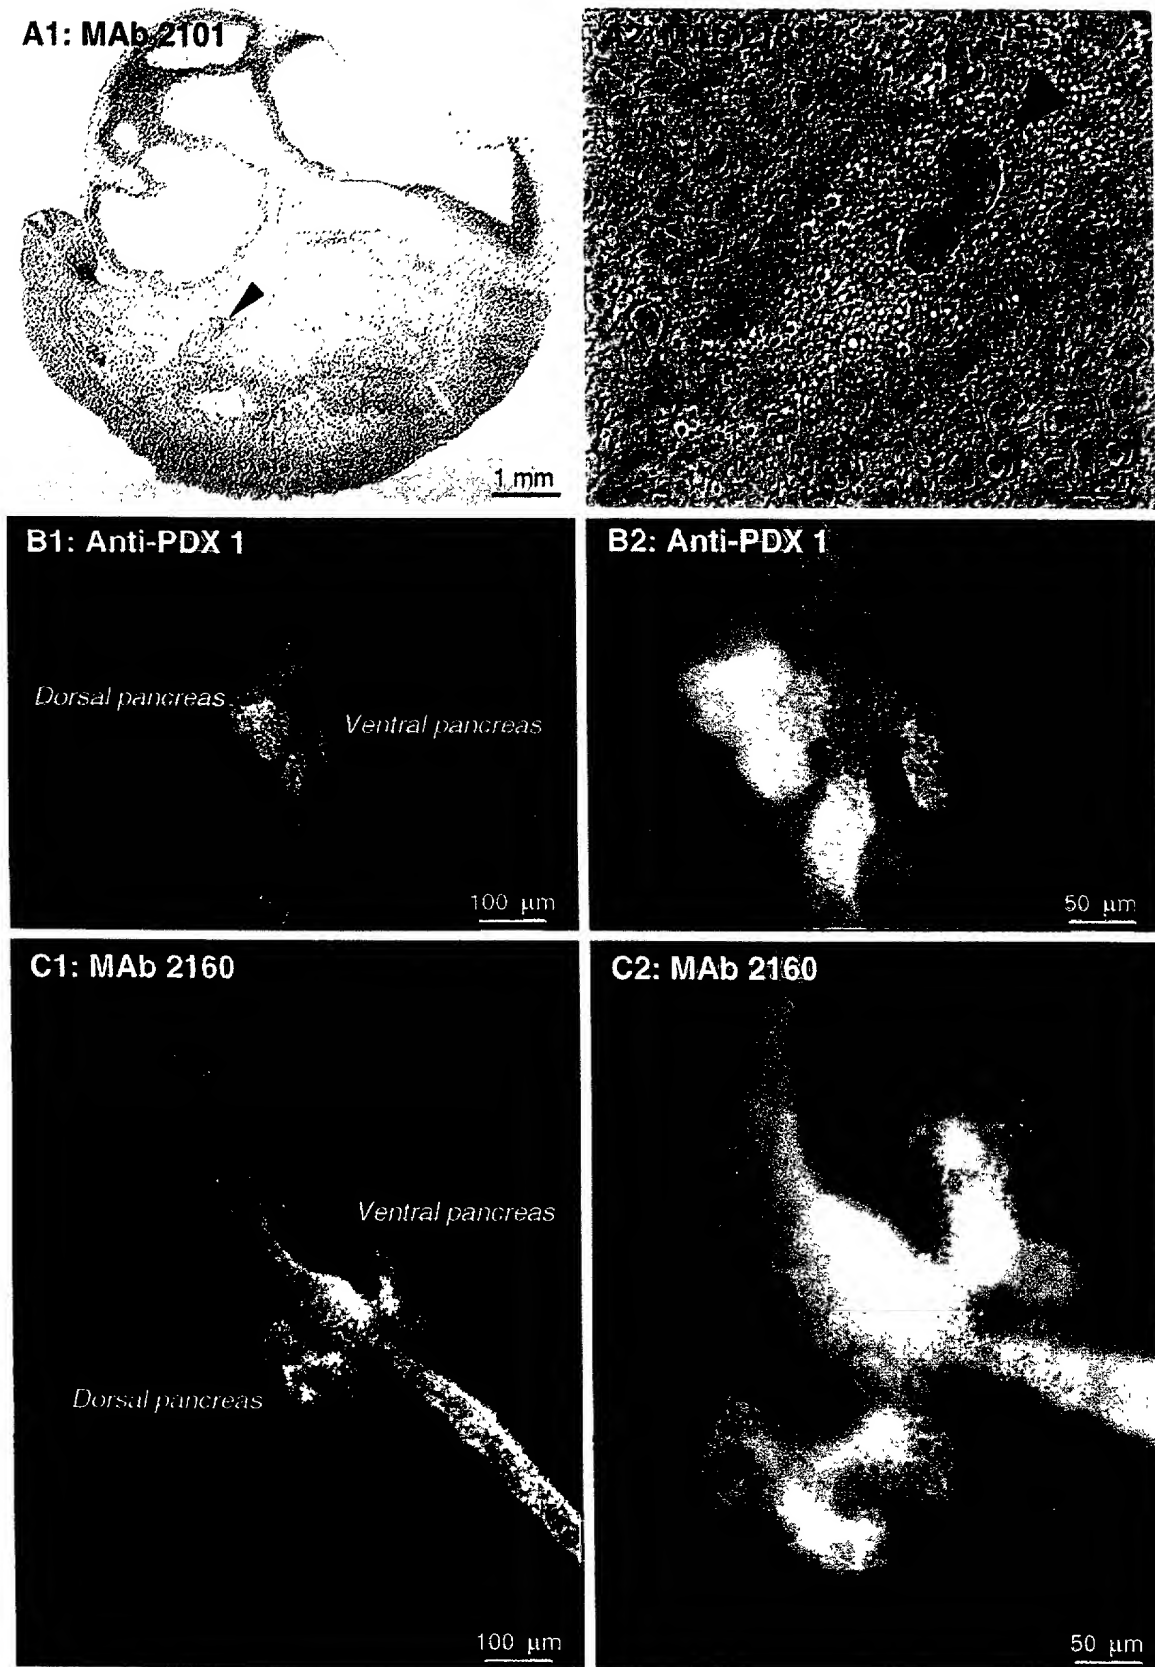 A1: MAb 2101
1 mm
B1: Anti-PDX 1
Dorsal pancreas
Ventral pancreas
100 μm
B2: Anti-PDX 1
50 μm
C1: MAb 2160
Ventral pancreas
Dorsal pancreas
100 μm
C2: MAb 2160
50 μm